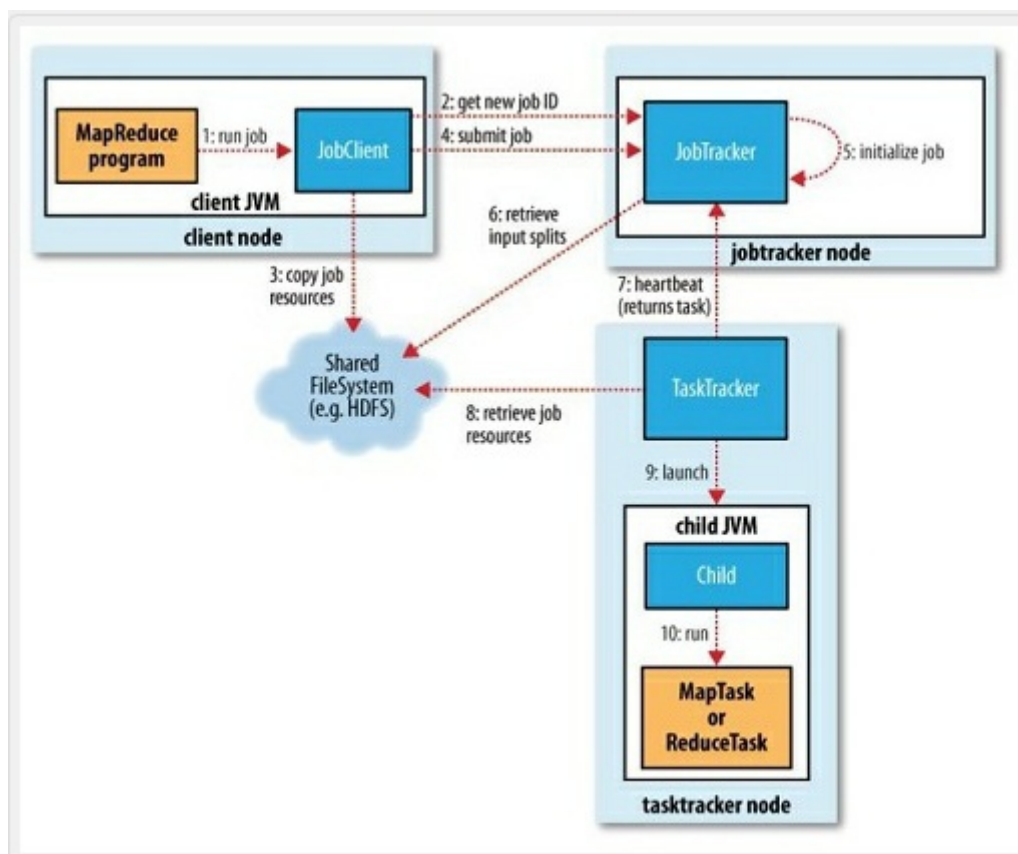 MapReduce
program
1: run job
JobClient
client JVM
client node
2: get new job ID
4: submit job
JobTracker
5: initialize job
jobtracker node
3: copy job
resources
6: retrieve
input splits
7: heartbeat
(returns task)
Shared
FileSystem
(e.g. HDFS)
8: retrieve job
resources
TaskTracker
9: launch
child JVM
Child
10: run
MapTask
or
ReduceTask
tasktracker node